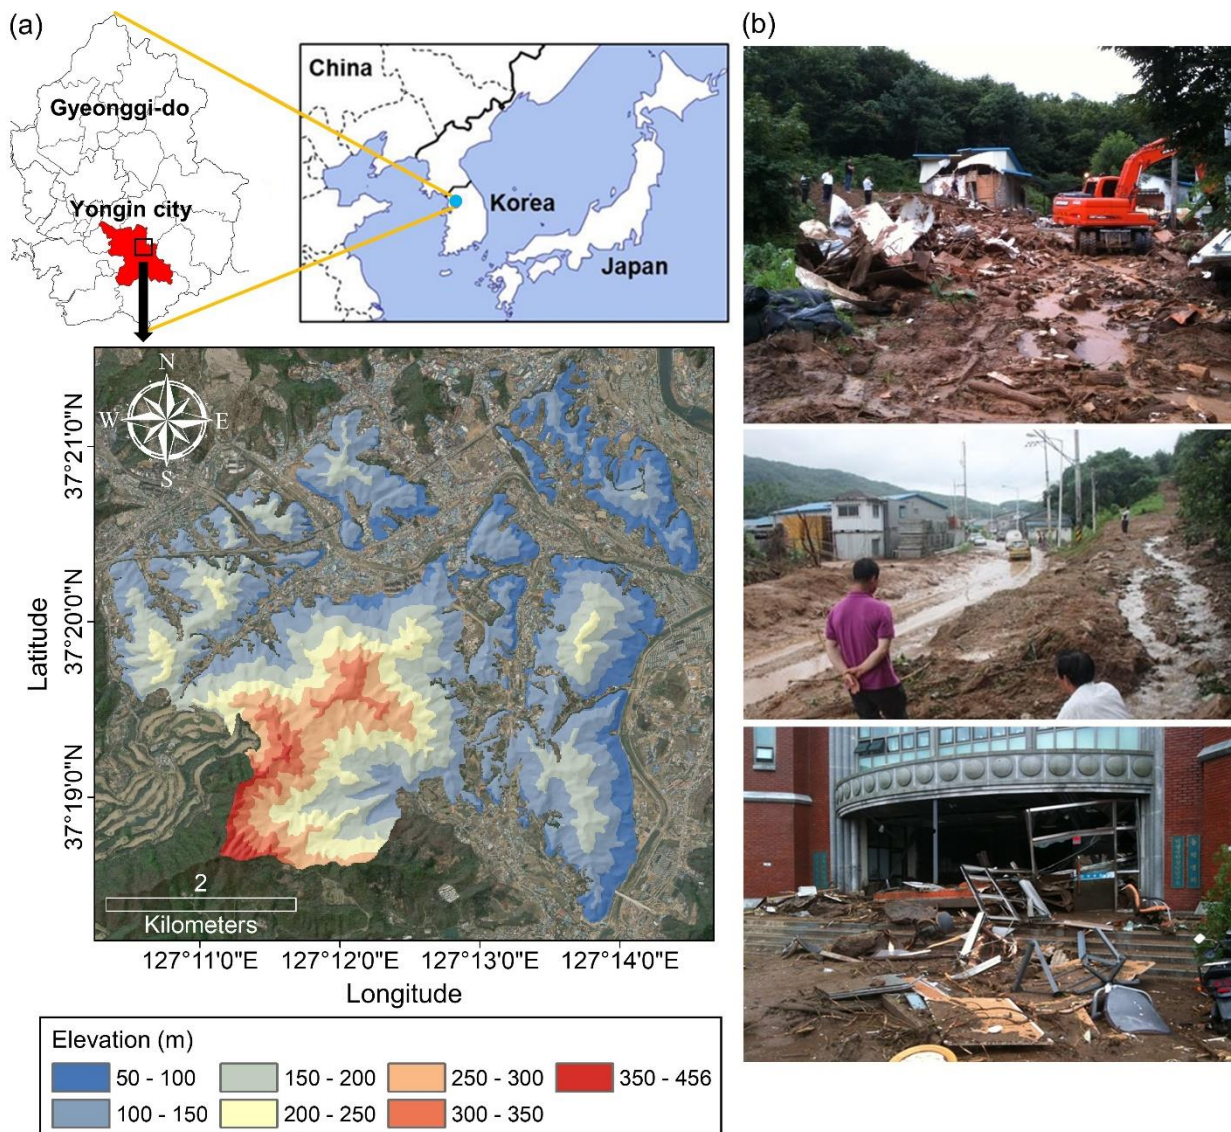 (a)
Gyeonggi-do
Yongin city
China
Korea
Japan
N
W E
S
37°21'0"N
37°20'0"N
37°19'0"N
Latitude
2
Kilometers
127°11'0"E 127°12'0"E 127°13'0"E 127°14'0"E
Longitude
Elevation (m)
50 - 100 150 - 200 250 - 300 350 - 456
100 - 150 200 - 250 300 - 350
(b)